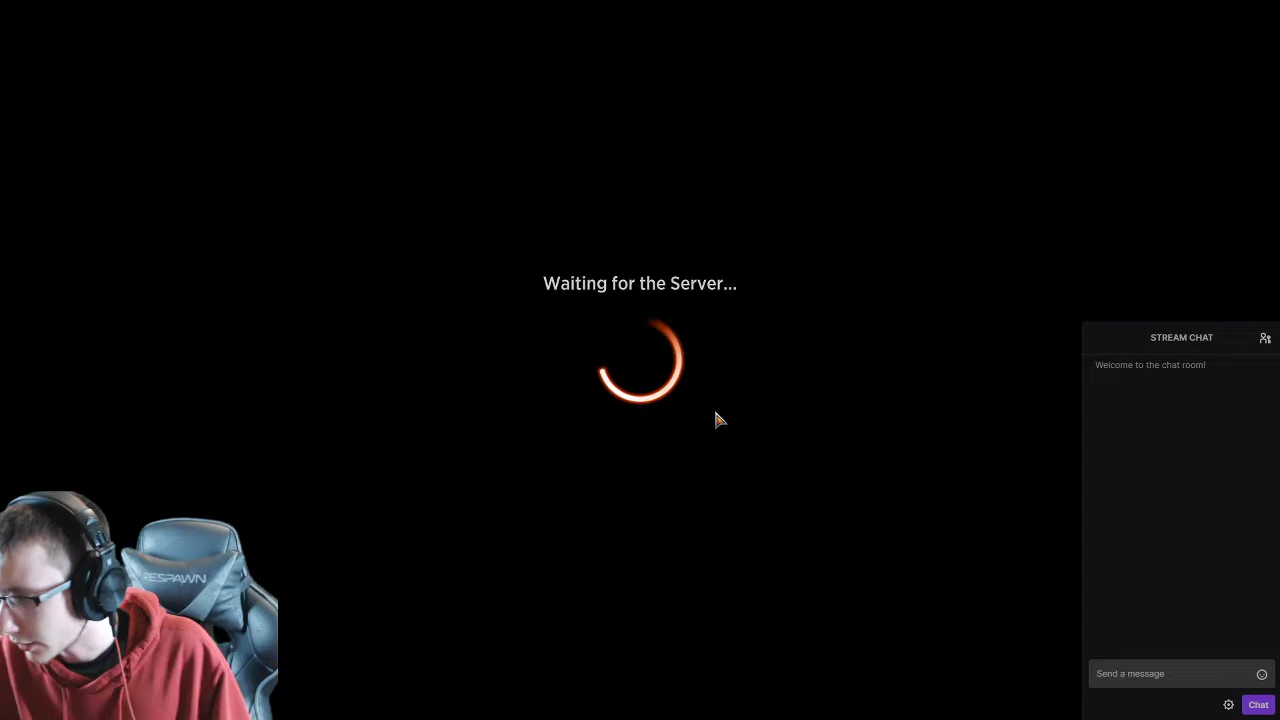 Waiting for the Server...
STREAM CHAT
Welcome to the chat room!
RESPAWN
Send a message
Chat